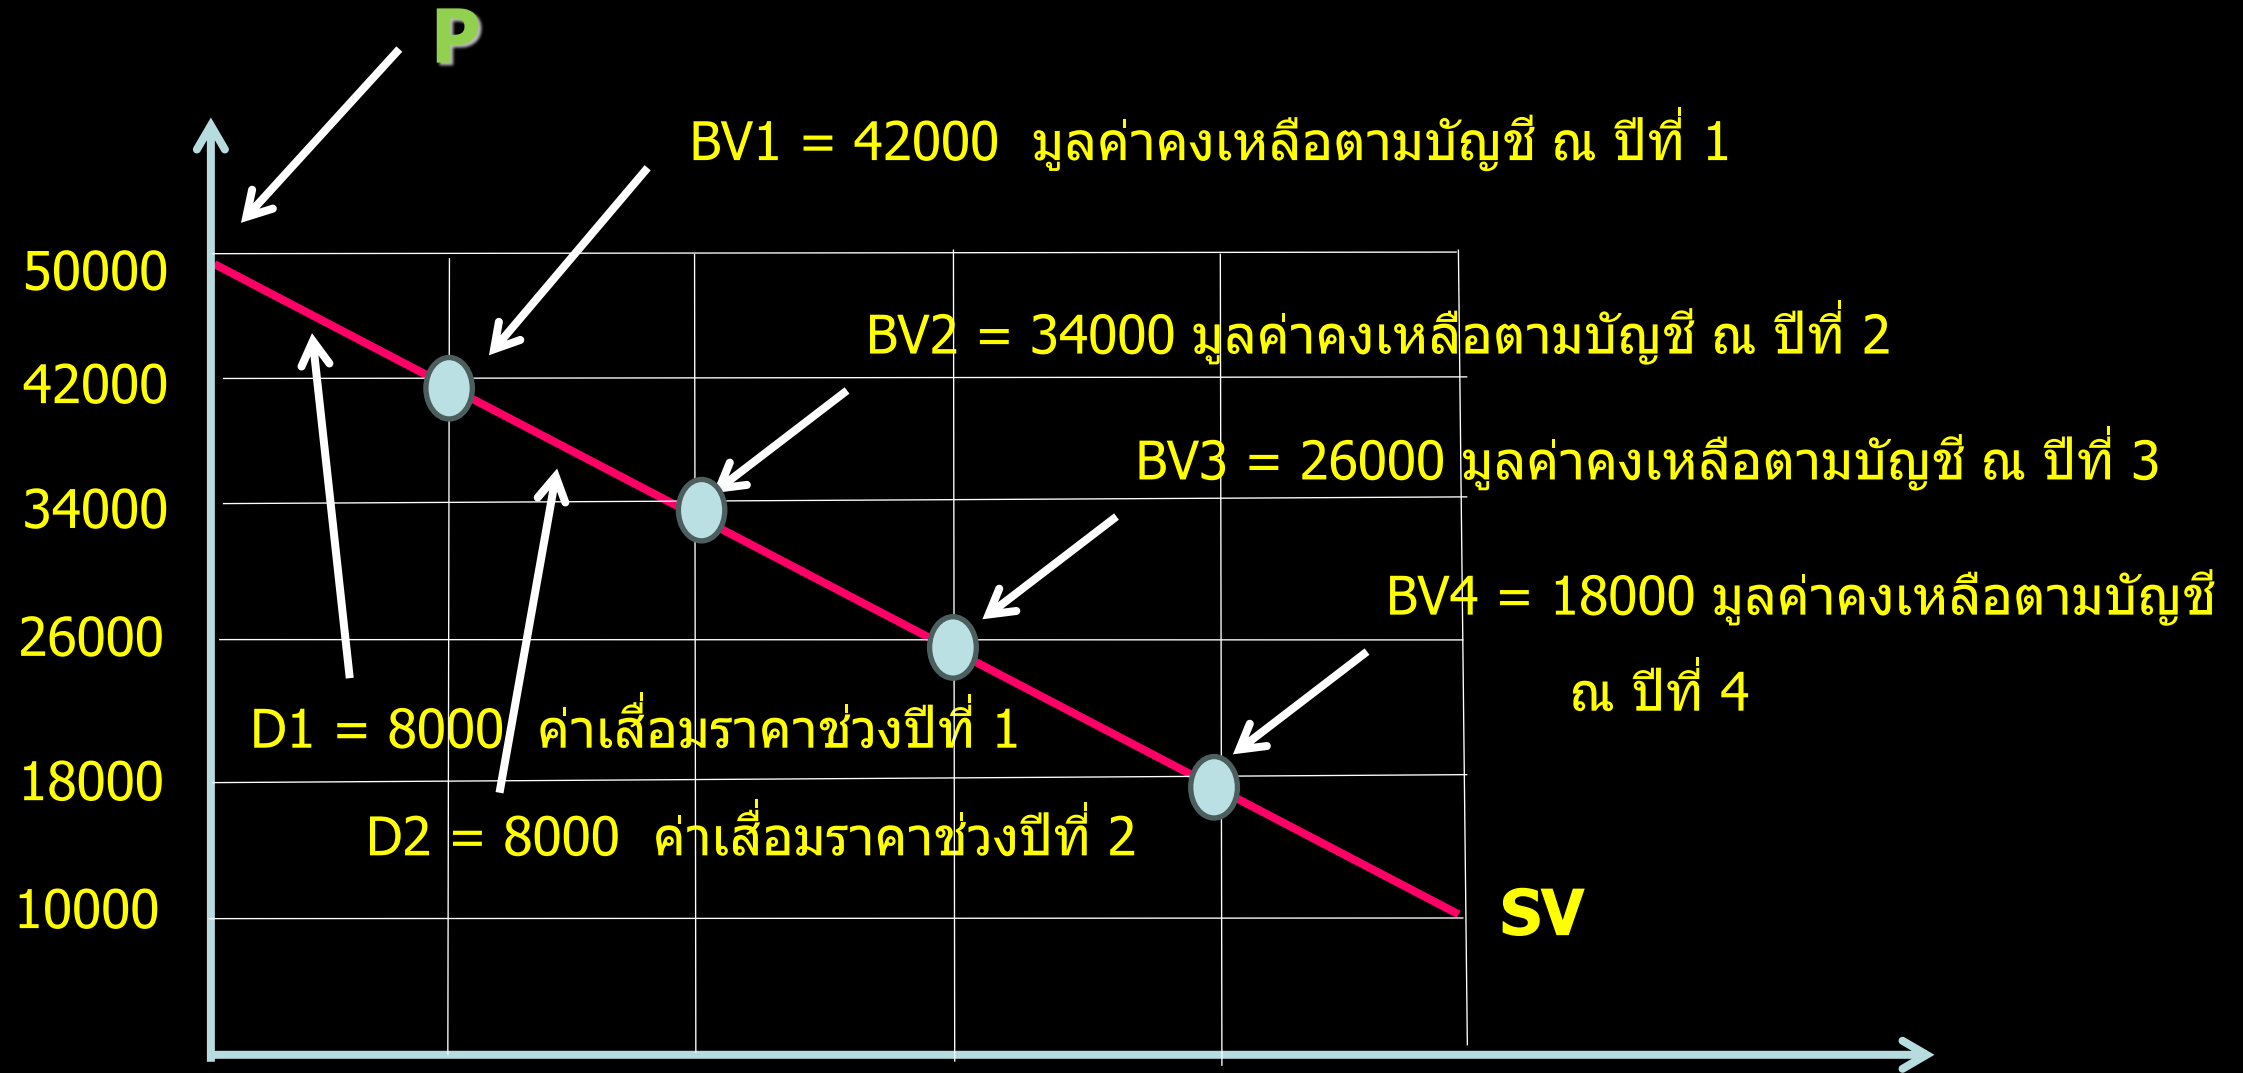 P
BV1 = 42000 มูลค่าคงเหลือตามบัญชี ณ ปีที่ 1
50000
BV2 = 34000 มูลค่าคงเหลือตามบัญชี ณ ปีที่ 2
42000
BV3 = 26000 มูลค่าคงเหลือตามบัญชี ณ ปีที่ 3
34000
BV4 = 18000 มูลค่าคงเหลือตามบัญชี
ณ ปีที่ 4
26000
D1 = 8000 ค่าเสื่อมราคาช่วงปีที่ 1
18000
D2 = 8000 ค่าเสื่อมราคาช่วงปีที่ 2
10000
SV